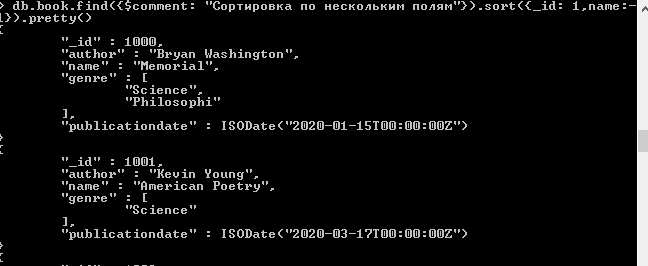 > db.book.find({$comment: "Сортировка по нескольким полям"}).sort({_id: 1,name:-
1}).pretty()
{
"_id" : 1000,
"author" : "Bryan Washington",
"name" : "Memorial",
"genre" : [
"Science",
"Philosophi"
],
"publicationdate" : ISODate("2020-01-15T00:00:00Z")
}
{
"_id" : 1001,
"author" : "Kevin Young",
"name" : "American Poetry",
"genre" : [
"Science"
],
"publicationdate" : ISODate("2020-03-17T00:00:00Z")
}
{